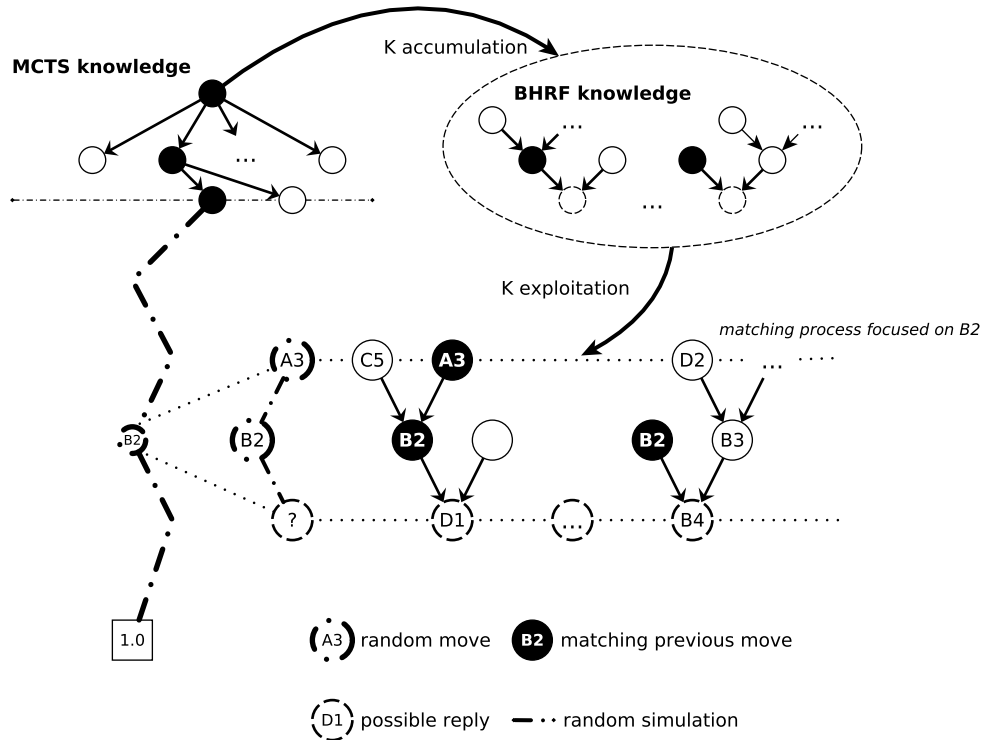 K accumulation
MCTS knowledge
BHRF knowledge
...
...
...
...
K exploitation
matching process focused on B2
A3 C5 A3 D2 ...
B2 B2 B2 B2 B3
? D1 ... B4
1.0
A3 random move B2 matching previous move
D1 possible reply random simulation